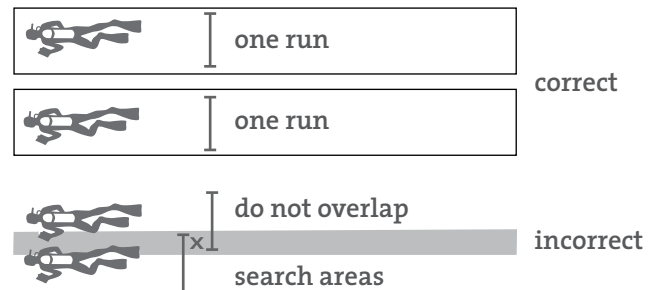 one run
correct
one run
do not overlap
x
incorrect
search areas